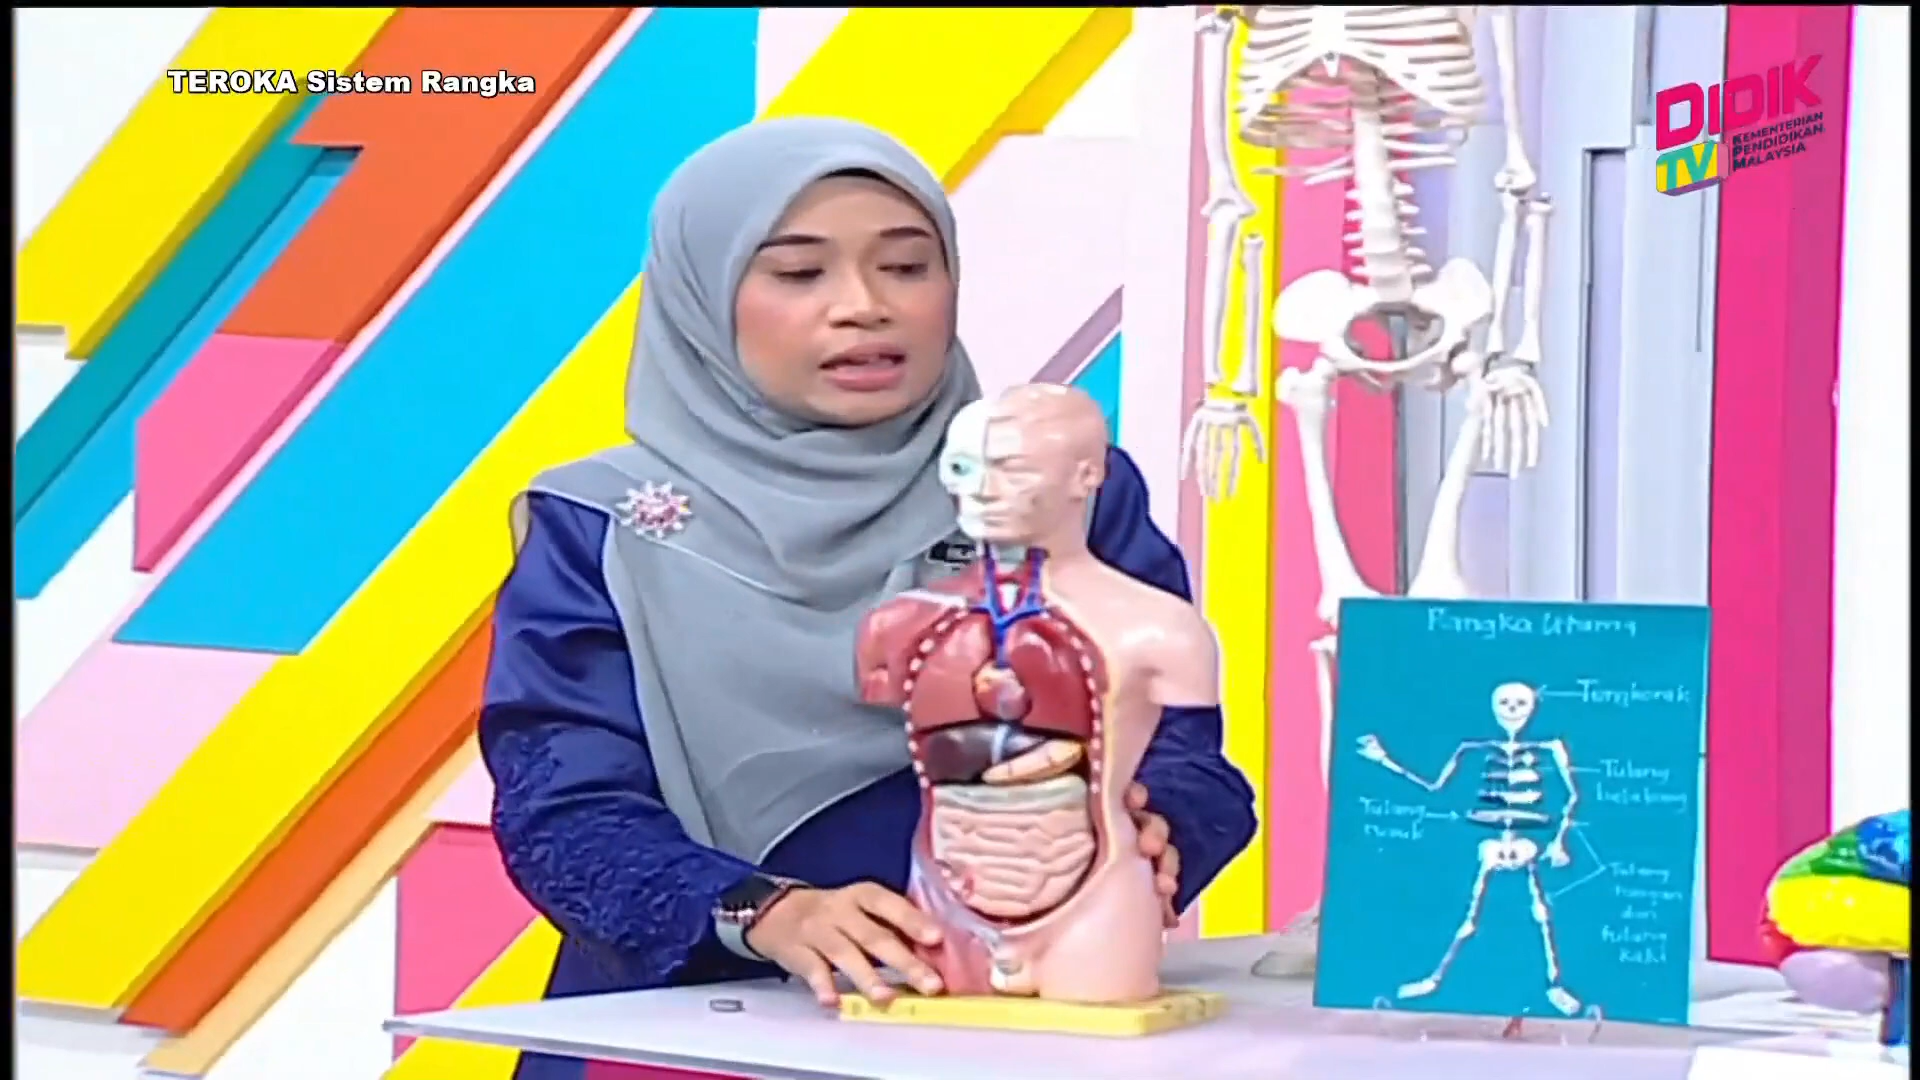 TEROKA Sistem Rangka
DIDIK
TV
KEMENTERIAN
PENDIDIKAN
MALAYSIA
Rangka Utama
Tengkorak
Tulang
Tulang
rusuk
Tulang
tangan
dan
tulang
kaki